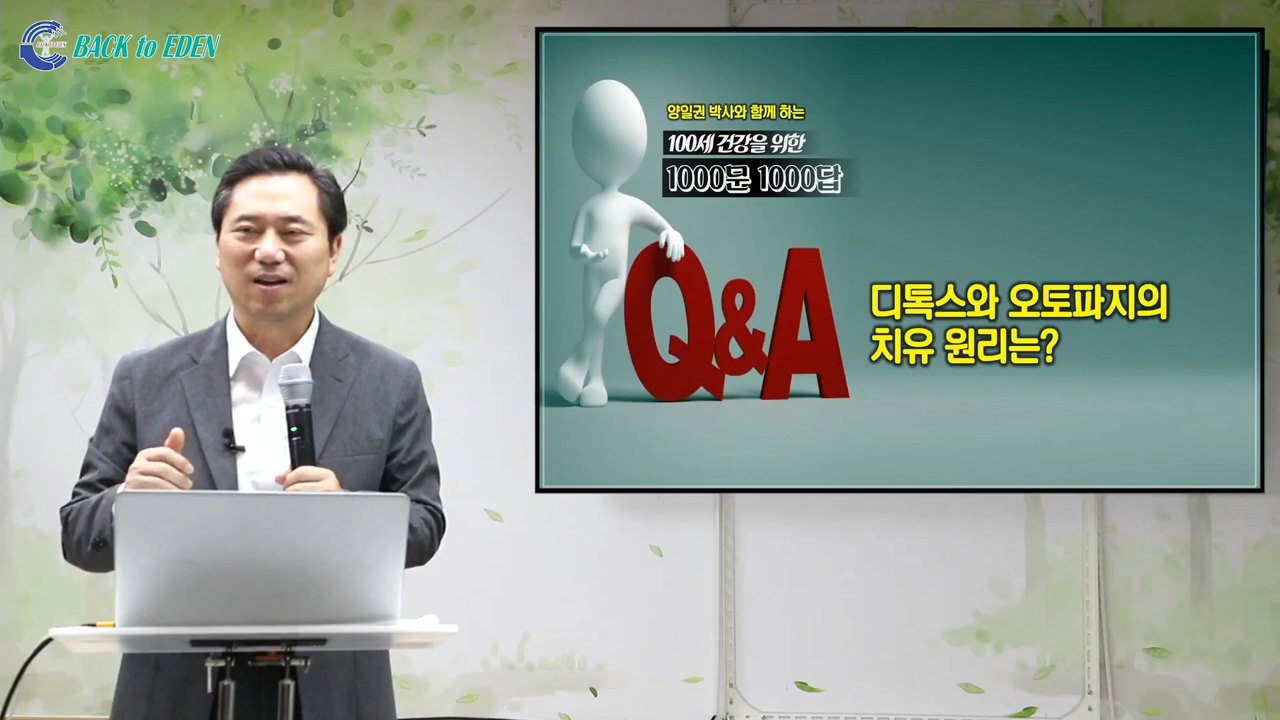 BACK to EDEN
양일권 박사와 함께 하는
100세 건강을 위한
1000문 1000답
Q&A
디톡스와 오토파지의
치유 원리는?